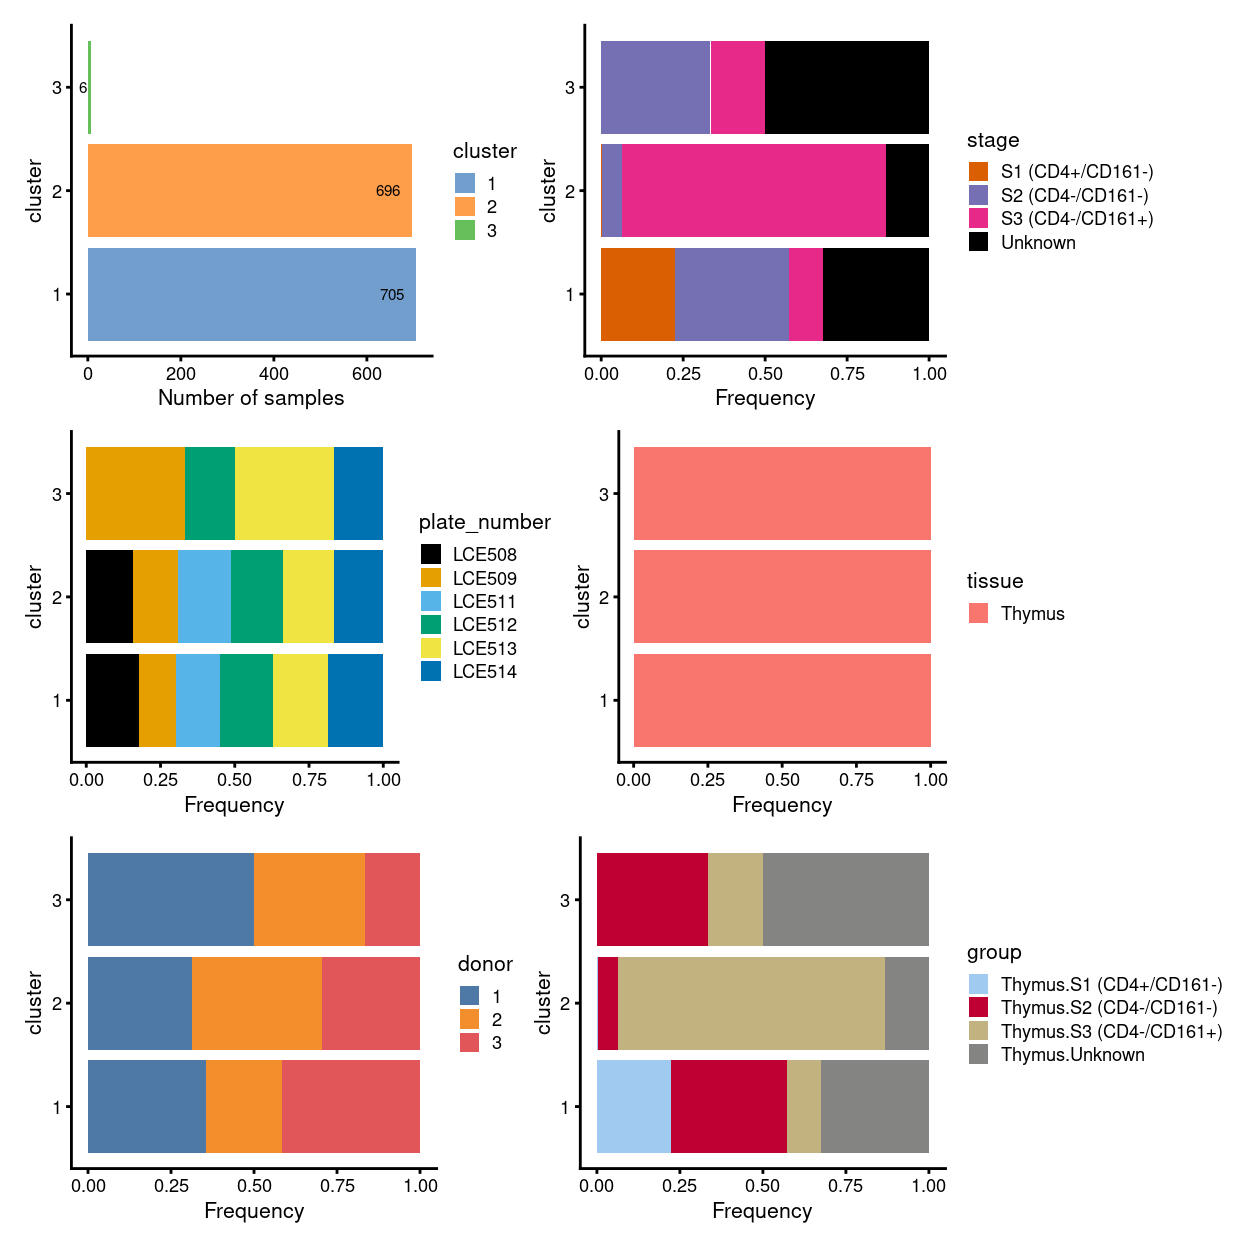 3
2
1
cluster
6
696
705
0
200
400
600
Number of samples
cluster
1
2
3
3
2
1
cluster
0.00
0.25
0.50
0.75
1.00
Frequency
stage
S1 (CD4+/CD161-)
S2 (CD4-/CD161-)
S3 (CD4-/CD161+)
Unknown
3
2
1
cluster
0.00
0.25
0.50
0.75
1.00
Frequency
plate_number
LCE508
LCE509
LCE511
LCE512
LCE513
LCE514
3
2
1
cluster
0.00
0.25
0.50
0.75
1.00
Frequency
tissue
Thymus
3
2
1
cluster
0.00
0.25
0.50
0.75
1.00
Frequency
donor
1
2
3
3
2
1
cluster
0.00
0.25
0.50
0.75
1.00
Frequency
group
Thymus.S1 (CD4+/CD161-)
Thymus.S2 (CD4-/CD161-)
Thymus.S3 (CD4-/CD161+)
Thymus.Unknown